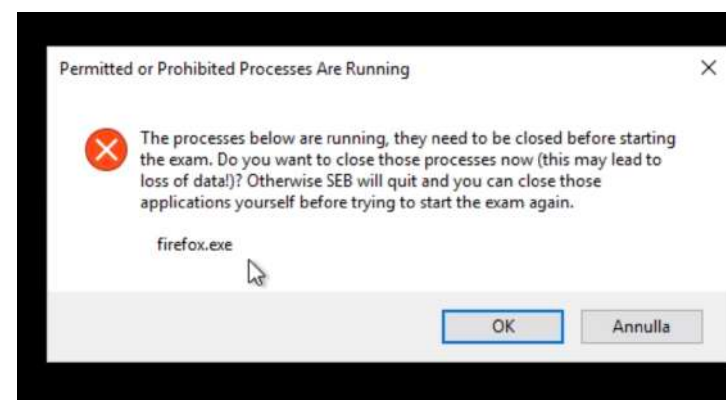 Permitted or Prohibited Processes Are Running
The processes below are running, they need to be closed before starting
the exam. Do you want to close those processes now (this may lead to
loss of data!)? Otherwise SEB will quit and you can close those
applications yourself before trying to start the exam again.
firefox.exe
OK
Annulla